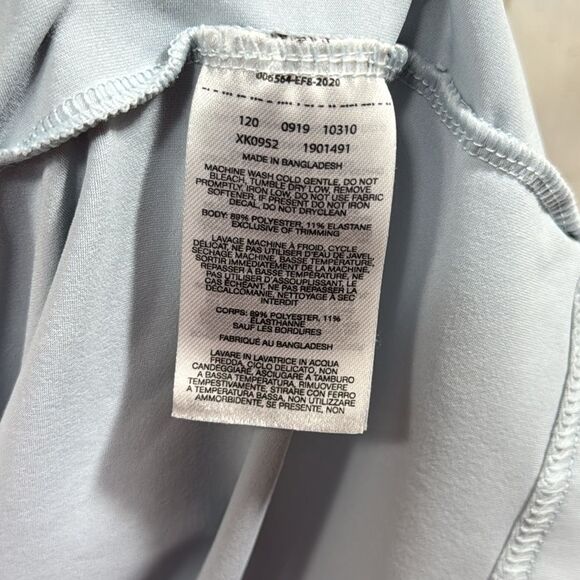 006564-EFB-2020
120 0919 10310
XK0952 1901491
MADE IN BANGLADESH
MACHINE WASH COLD GENTLE, DO NOT
BLEACH, TUMBLE DRY LOW, REMOVE
PROMPTLY, IRON LOW, DO NOT USE FABRIC
SOFTENER, IF PRESENT DO NOT IRON
DECAL, DO NOT DRYCLEAN
BODY: 89% POLYESTER, 11% ELASTANE
EXCLUSIVE OF TRIMMING
LAVAGE MACHINE À FROID, CYCLE
DÉLICAT, NE PAS UTILISER D'EAU DE JAVEL,
SÉCHAGE MACHINE, BASSE TEMPÉRATURE,
SORTIR IMMÉDIATEMENT DE LA MACHINE,
REPASSER À BASSE TEMPÉRATURE, NE
PAS UTILISER D'ASSOUPLISSANT, LE
CAS ÉCHÉANT, NE PAS REPASSER LA
DÉCALCOMANIE, NETTOYAGE À SEC
INTERDIT
CORPS: 89% POLYESTER, 11%
ÉLASTHANNE
SAUF LES BORDURES
FABRIQUÉ AU BANGLADESH
LAVARE IN LAVATRICE IN ACQUA
FREDDA, CICLO DELICATO, NON
CANDEGGIARE, ASCIUGARE A TAMBURO
A BASSA TEMPERATURA, RIMUOVERE
TEMPESTIVAMENTE, STIRARE CON FERRO
A BASSA TEMPERATURA, NON UTILIZZARE
AMMORBIDENTE, SE PRESENTE, NON